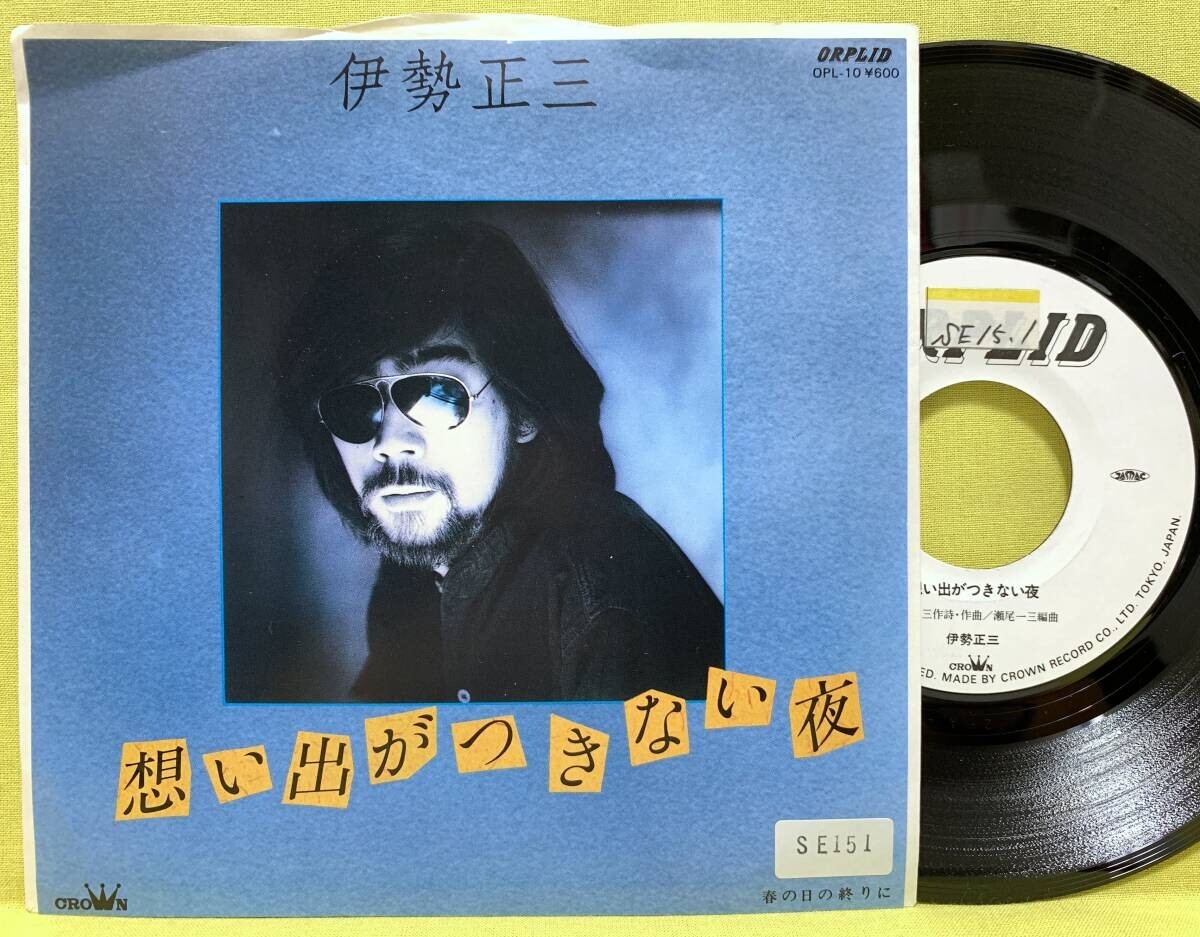 伊勢正三
ORPLID
OPL-10 ¥600
想い出がつきない夜
SE151
春の日の終りに
CROWN
SE15.1
RPLID
JASRAC
い出がつきない夜
三作詩・作曲／瀬尾一三編曲
伊勢正三
CROWN
ED. MADE BY CROWN RECORD CO., LTD. TOKYO, JAPAN.